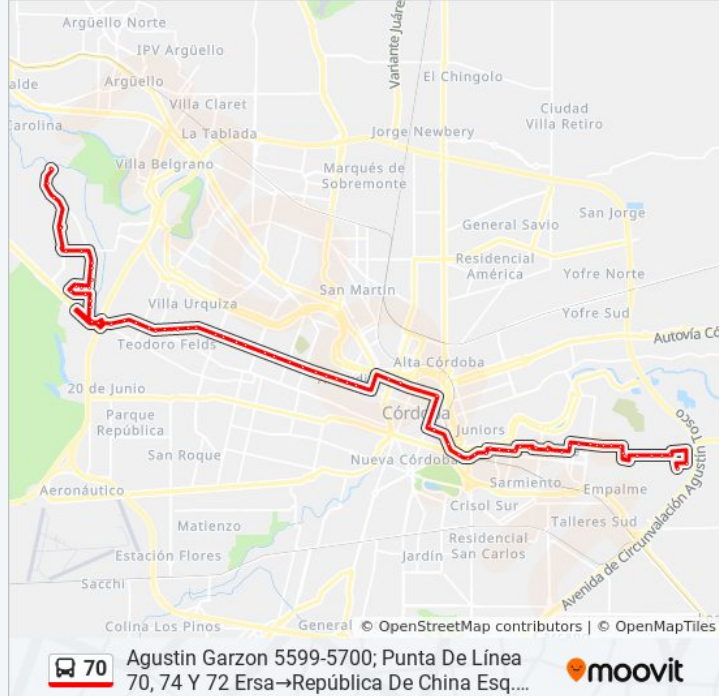 Argüello Norte
IPV Argüello
Variante Juárez
El Chingolo
alde
Argüello
Villa Claret
Ciudad
Villa Retiro
Carolina
La Tablada
Jorge Newbery
Villa Belgrano
Marqués de
Sobremonte
San Jorge
General Savio
Residencial
América
Yofre Norte
San Martín
Villa Urquiza
Yofre Sud
Teodoro Felds
Autovía Có
Alta Córdoba
20 de Junio
Córdoba
Parque
República
Juniors
San Roque
Nueva Córdoba
Sarmiento
Empalme
Aeronáutico
Crisol Sur
Talleres Sud
Matienzo
Residencial
San Carlos
Estación Flores
Jardín
Avenida de Circunvalación Agustín Tosco
Sacchi
Colina Los Pinos
General
© OpenStreetMap contributors | © OpenMapTiles
70
Agustin Garzon 5599-5700; Punta De Línea
70, 74 Y 72 Ersa→República De China Esq....
moovit